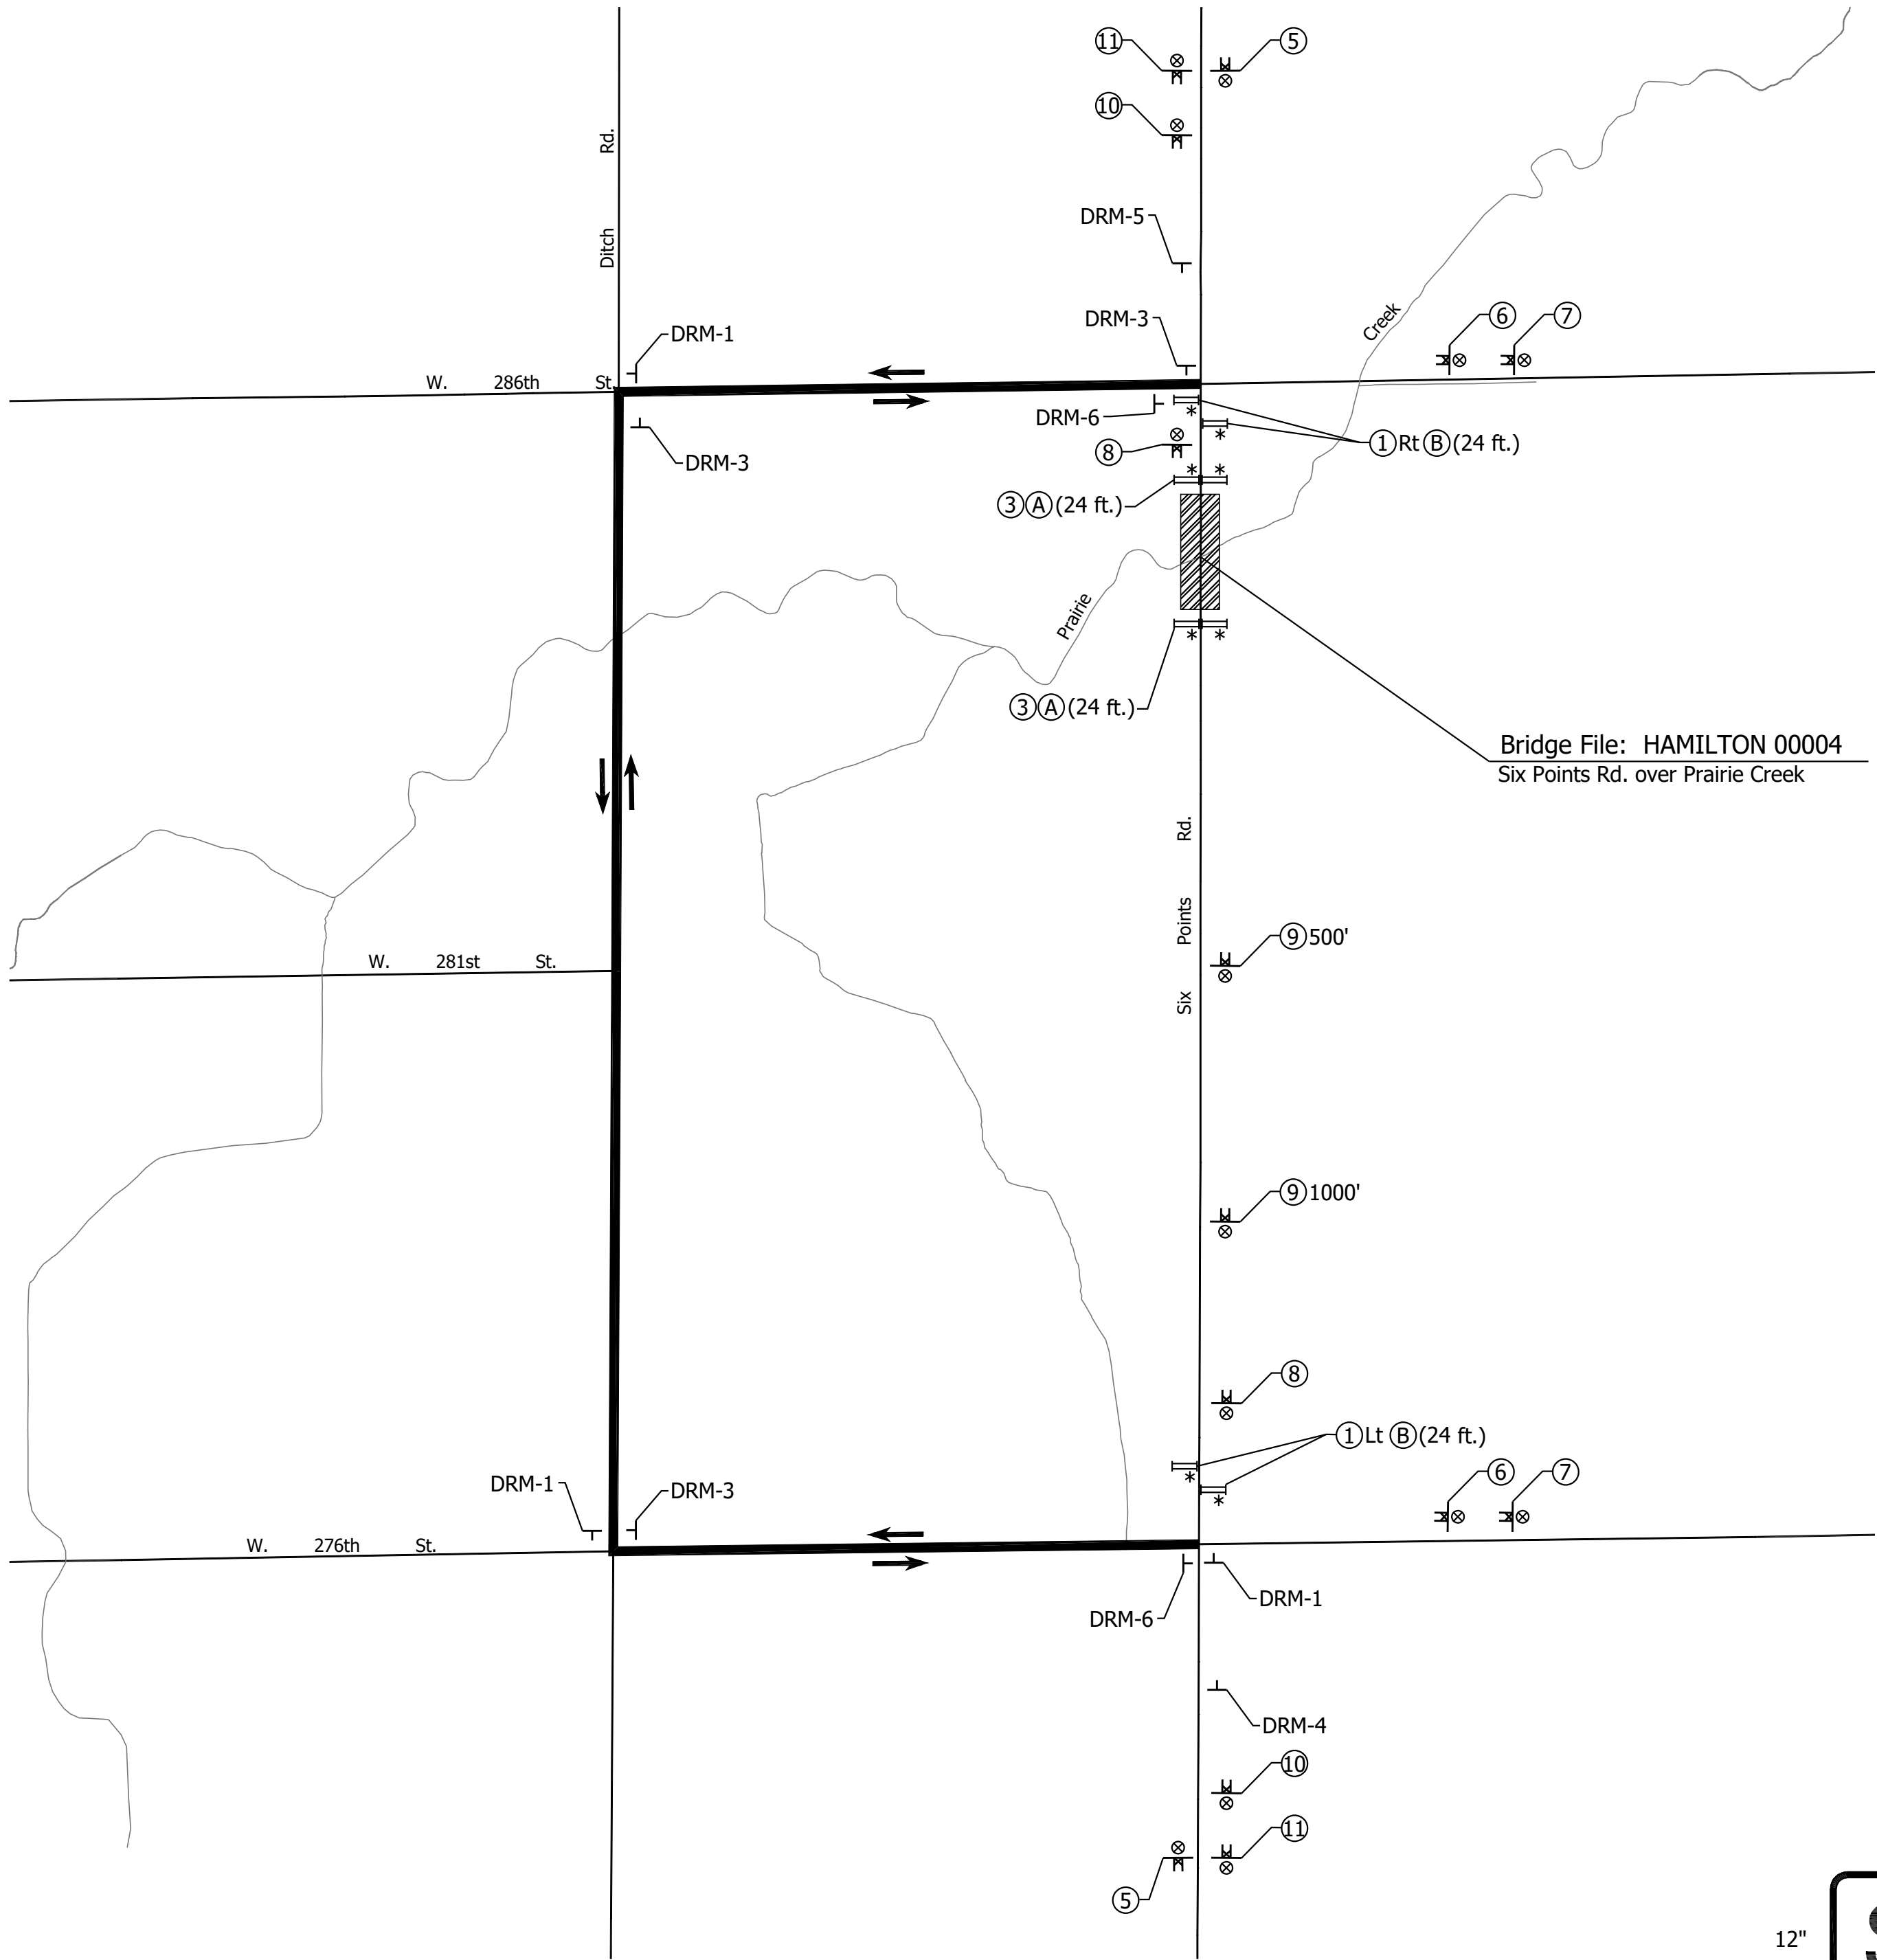 11
5
10
Ditch Rd.
DRM-5
Creek
DRM-3
6
7
DRM-1
W. 286th St.
DRM-6
1 Rt B (24 ft.)
8
DRM-3
3 A (24 ft.)
Prairie
3 A (24 ft.)
Bridge File: HAMILTON 00004
Six Points Rd. over Prairie Creek
Six Points Rd.
9 500'
W. 281st St.
9 1000'
8
1 Lt B (24 ft.)
6
7
DRM-1
DRM-3
W. 276th St.
DRM-1
DRM-6
DRM-4
10
11
5
12"